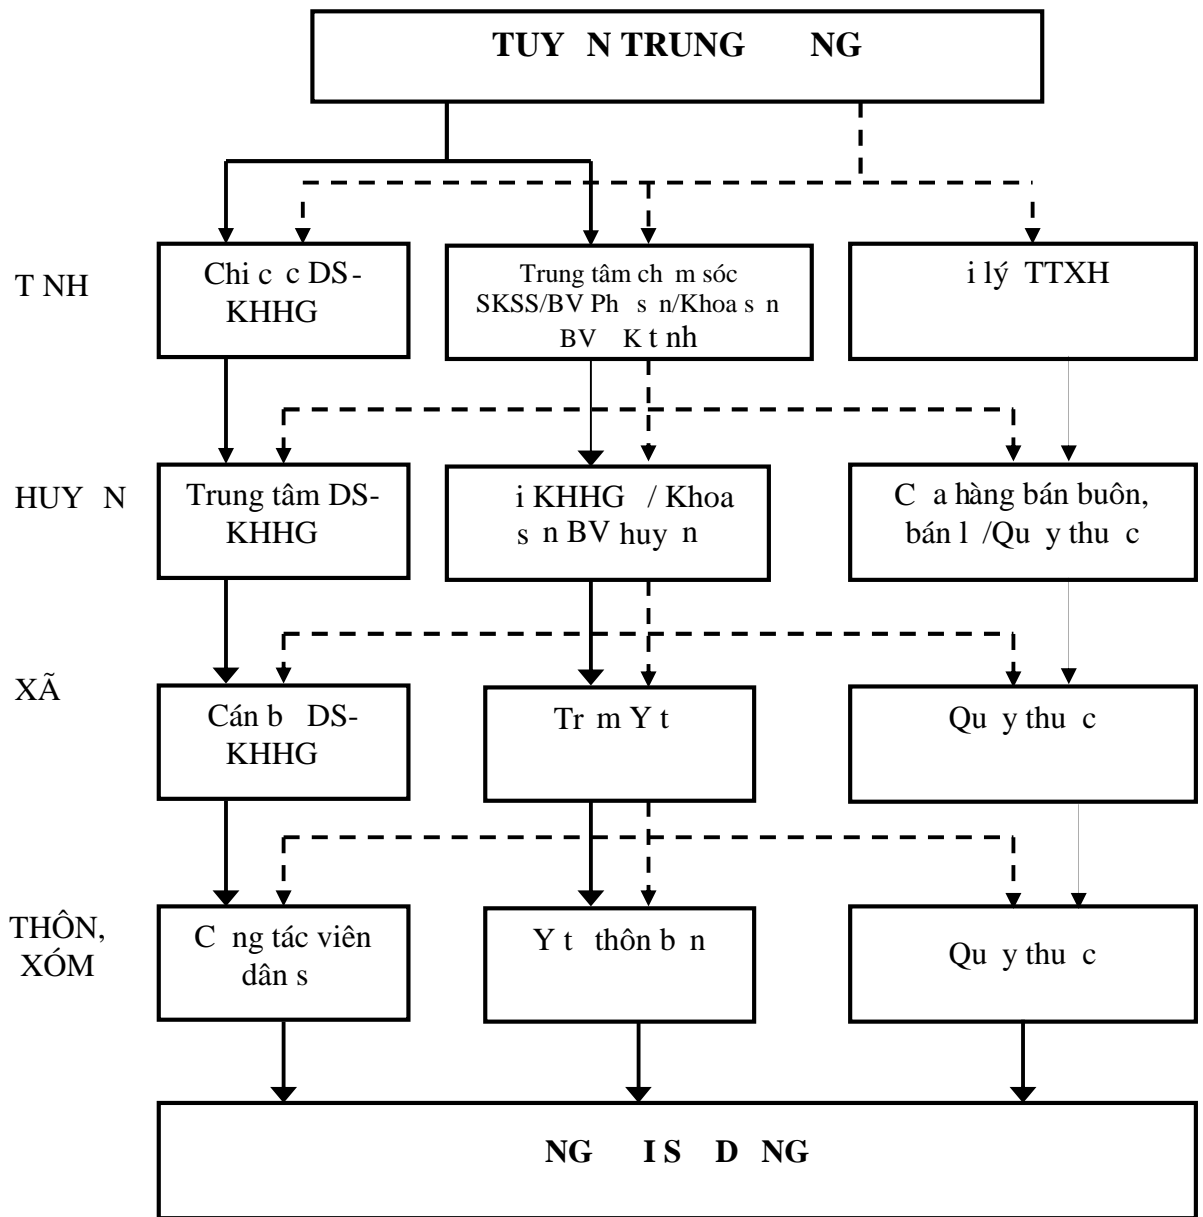 TUY N TRUNG NG
T NH
Chi c c DS-
KHHG
Trung tâm ch m sóc
SKSS/BV Ph s n/Khoa s n
BV K t nh
i lý TTXH
HUY N
Trung tâm DS-
KHHG
i KHHG / Khoa
s n BV huy n
C a hàng bán buôn,
bán l /Qu y thu c
XÃ
Cán b DS-
KHHG
Tr m Y t
Qu y thu c
THÔN,
XÓM
C ng tác viên
dân s
Y t thôn b n
Qu y thu c
NG I S D NG